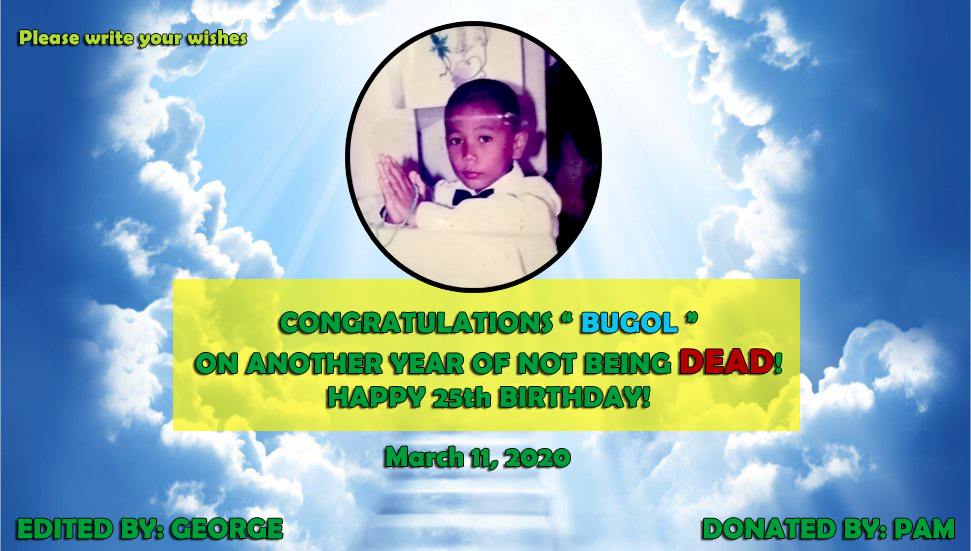 Please write your wishes
CONGRATULATIONS “ BUGOL ”
ON ANOTHER YEAR OF NOT BEING DEAD!
HAPPY 25th BIRTHDAY!
March 11, 2020
EDITED BY: GEORGE
DONATED BY: PAM